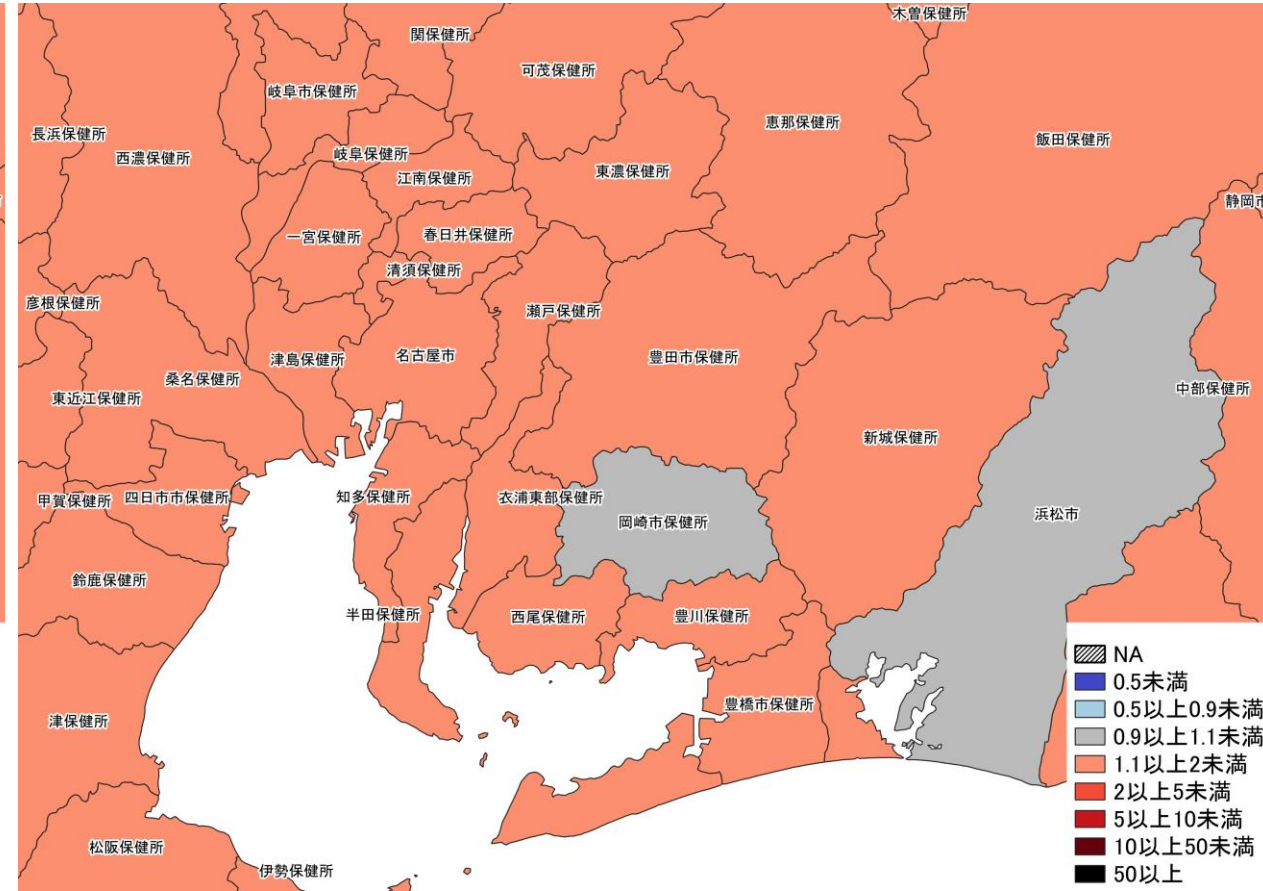 木曽保健所
関保健所
可茂保健所
岐阜市保健所
恵那保健所
長浜保健所
飯田保健所
西濃保健所
岐阜保健所
東濃保健所
江南保健所
静岡市
一宮保健所
春日井保健所
清須保健所
彦根保健所
瀬戸保健所
津島保健所
名古屋市
豊田市保健所
桑名保健所
中部保健所
東近江保健所
新城保健所
甲賀保健所
四日市市保健所
知多保健所
衣浦東部保健所
岡崎市保健所
浜松市
鈴鹿保健所
半田保健所
西尾保健所
豊川保健所
津保健所
豊橋市保健所
松阪保健所
伊勢保健所
NA
0.5未満
0.5以上0.9未満
0.9以上1.1未満
1.1以上2未満
2以上5未満
5以上10未満
10以上50未満
50以上